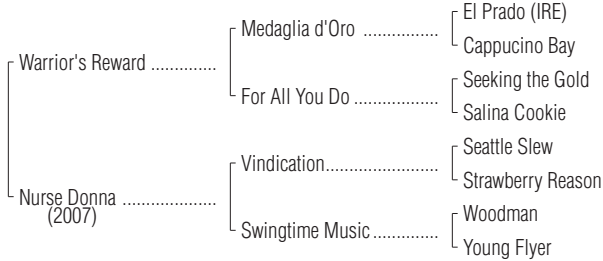 El Prado (IRE)
Medaglia d'Oro ................
Cappucino Bay
Warrior's Reward ..............
Seeking the Gold
For All You Do ..................
Salina Cookie
Seattle Slew
Vindication........................
Strawberry Reason
Nurse Donna ....................
(2007)
Woodman
Swingtime Music..............
Young Flyer